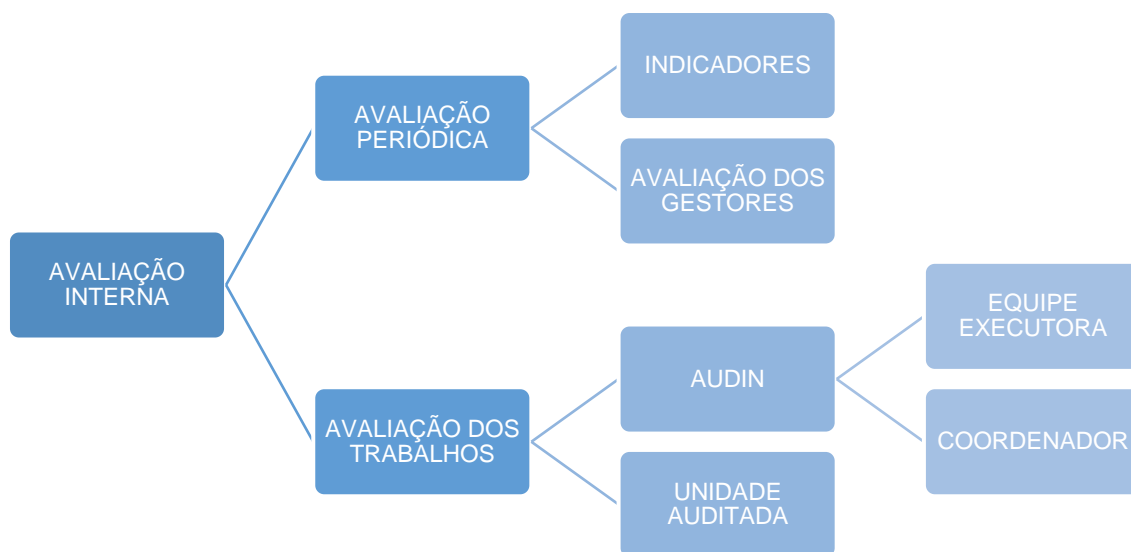 INDICADORES
AVALIAÇÃO
PERIÓDICA
AVALIAÇÃO DOS
GESTORES
AVALIAÇÃO
INTERNA
EQUIPE
EXECUTORA
AUDIN
AVALIAÇÃO DOS
TRABALHOS
COORDENADOR
UNIDADE
AUDITADA